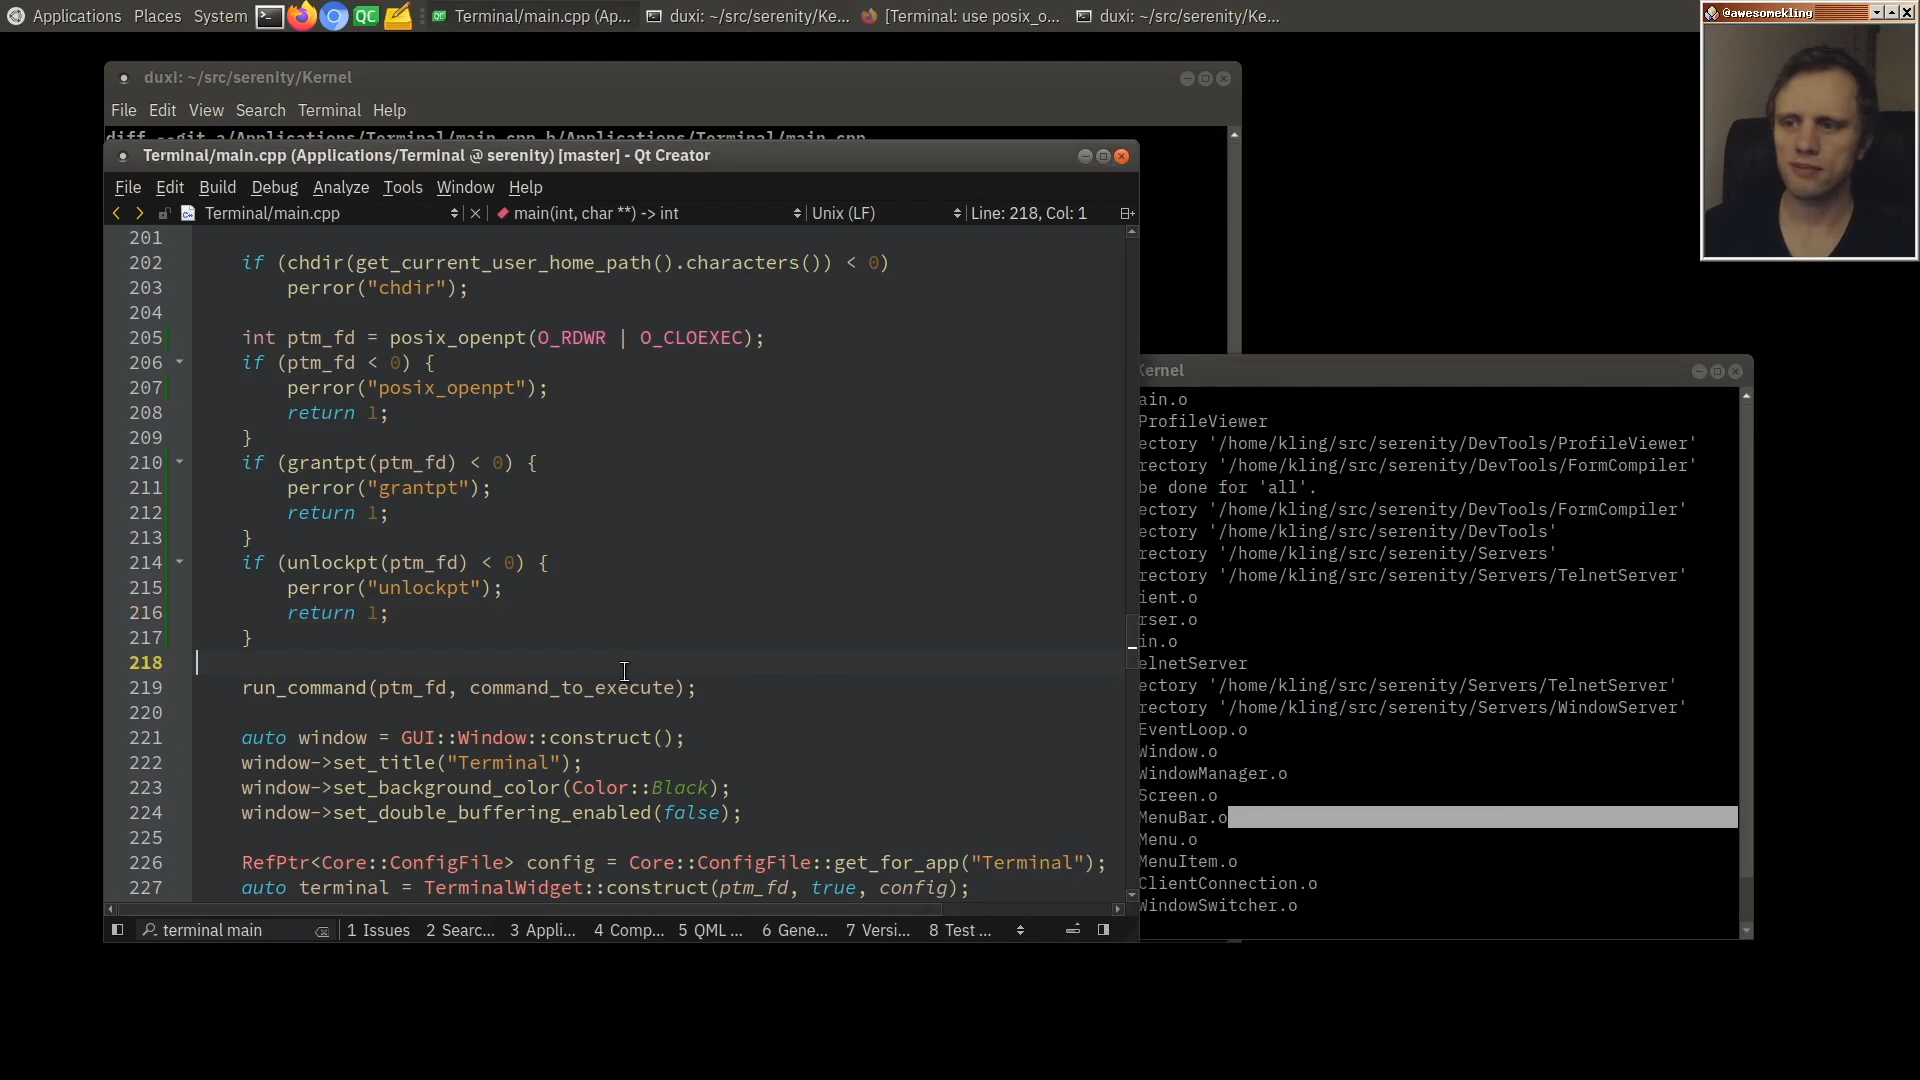 Applications Places System
Terminal/main.cpp (Ap...
duxi: ~/src/serenity/Ke...
[Terminal: use posix_o...
duxi: ~/src/serenity/Ke...
@awesomekling
duxi: ~/src/serenity/Kernel
File Edit View Search Terminal Help
diff --git a/Applications/Terminal/main.cpp b/Applications/Terminal/main.cpp
Terminal/main.cpp (Applications/Terminal @ serenity) [master] - Qt Creator
File Edit Build Debug Analyze Tools Window Help
Terminal/main.cpp main(int, char **) -> int Unix (LF) Line: 218, Col: 1
201
202 if (chdir(get_current_user_home_path().characters()) < 0)
203 perror("chdir");
204
205 int ptm_fd = posix_openpt(O_RDWR | O_CLOEXEC);
206 if (ptm_fd < 0) {
207 perror("posix_openpt");
208 return 1;
209 }
210 if (grantpt(ptm_fd) < 0) {
211 perror("grantpt");
212 return 1;
213 }
214 if (unlockpt(ptm_fd) < 0) {
215 perror("unlockpt");
216 return 1;
217 }
218
219 run_command(ptm_fd, command_to_execute);
220
221 auto window = GUI::Window::construct();
222 window->set_title("Terminal");
223 window->set_background_color(Color::Black);
224 window->set_double_buffering_enabled(false);
225
226 RefPtr<Core::ConfigFile> config = Core::ConfigFile::get_for_app("Terminal");
227 auto terminal = TerminalWidget::construct(ptm_fd, true, config);
terminal main 1 Issues 2 Searc... 3 Appli... 4 Comp... 5 QML ... 6 Gene... 7 Versi... 8 Test ...
Kernel
ain.o
ProfileViewer
ectory '/home/kling/src/serenity/DevTools/ProfileViewer'
rectory '/home/kling/src/serenity/DevTools/FormCompiler'
be done for 'all'.
ectory '/home/kling/src/serenity/DevTools/FormCompiler'
ectory '/home/kling/src/serenity/DevTools'
rectory '/home/kling/src/serenity/Servers'
rectory '/home/kling/src/serenity/Servers/TelnetServer'
ient.o
rser.o
in.o
elnetServer
ectory '/home/kling/src/serenity/Servers/TelnetServer'
rectory '/home/kling/src/serenity/Servers/WindowServer'
EventLoop.o
Window.o
WindowManager.o
Screen.o
MenuBar.o
Menu.o
MenuItem.o
ClientConnection.o
WindowSwitcher.o